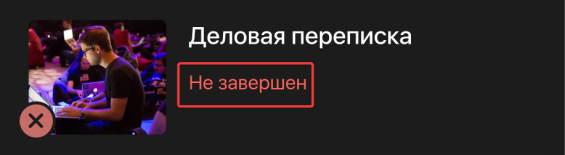 Деловая переписка
Не завершен